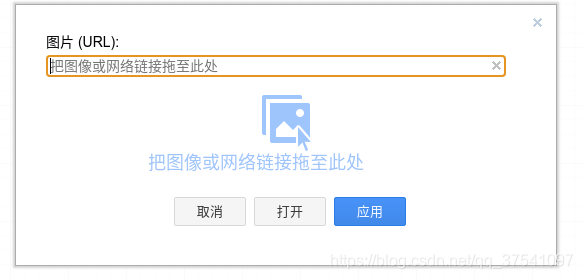 图片 (URL):
把图像或网络链接拖至此处
把图像或网络链接拖至此处
取消
打开
应用
https://blog.csdn.net/qq_37541097